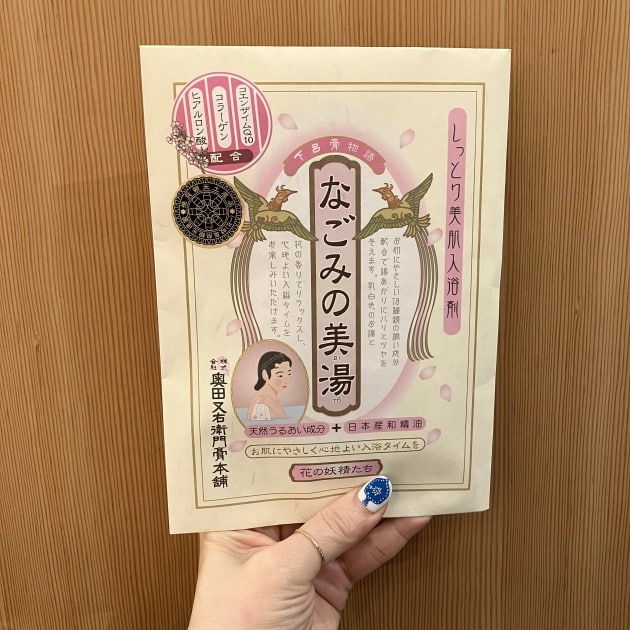 コエンザイムQ10
コラーゲン
ヒアルロン酸
配合
下呂膏物語
しっとり美肌入浴剤
なごみの美湯
お肌にやさしい18種類の潤い成分
配合で湯あがりにハリとツヤを
与えます。乳白色のお湯と
花の香りでリラックスし、
心地よい入浴タイムを
お楽しみいただけます。
株式会社
奥田又右衛門膏本舗
天然うるおい成分+日本産和精油
お肌にやさしく心地よい入浴タイムを
花の妖精たち